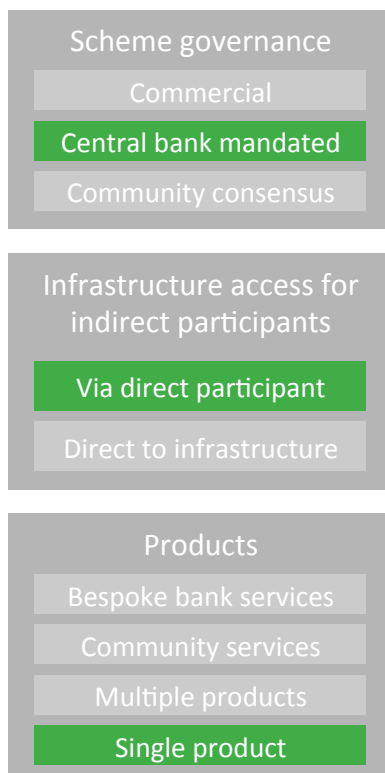 Scheme governance
Commercial
Central bank mandated
Community consensus
Infrastructure access for
indirect participants
Via direct participant
Direct to infrastructure
Products
Bespoke bank services
Community services
Multiple products
Single product